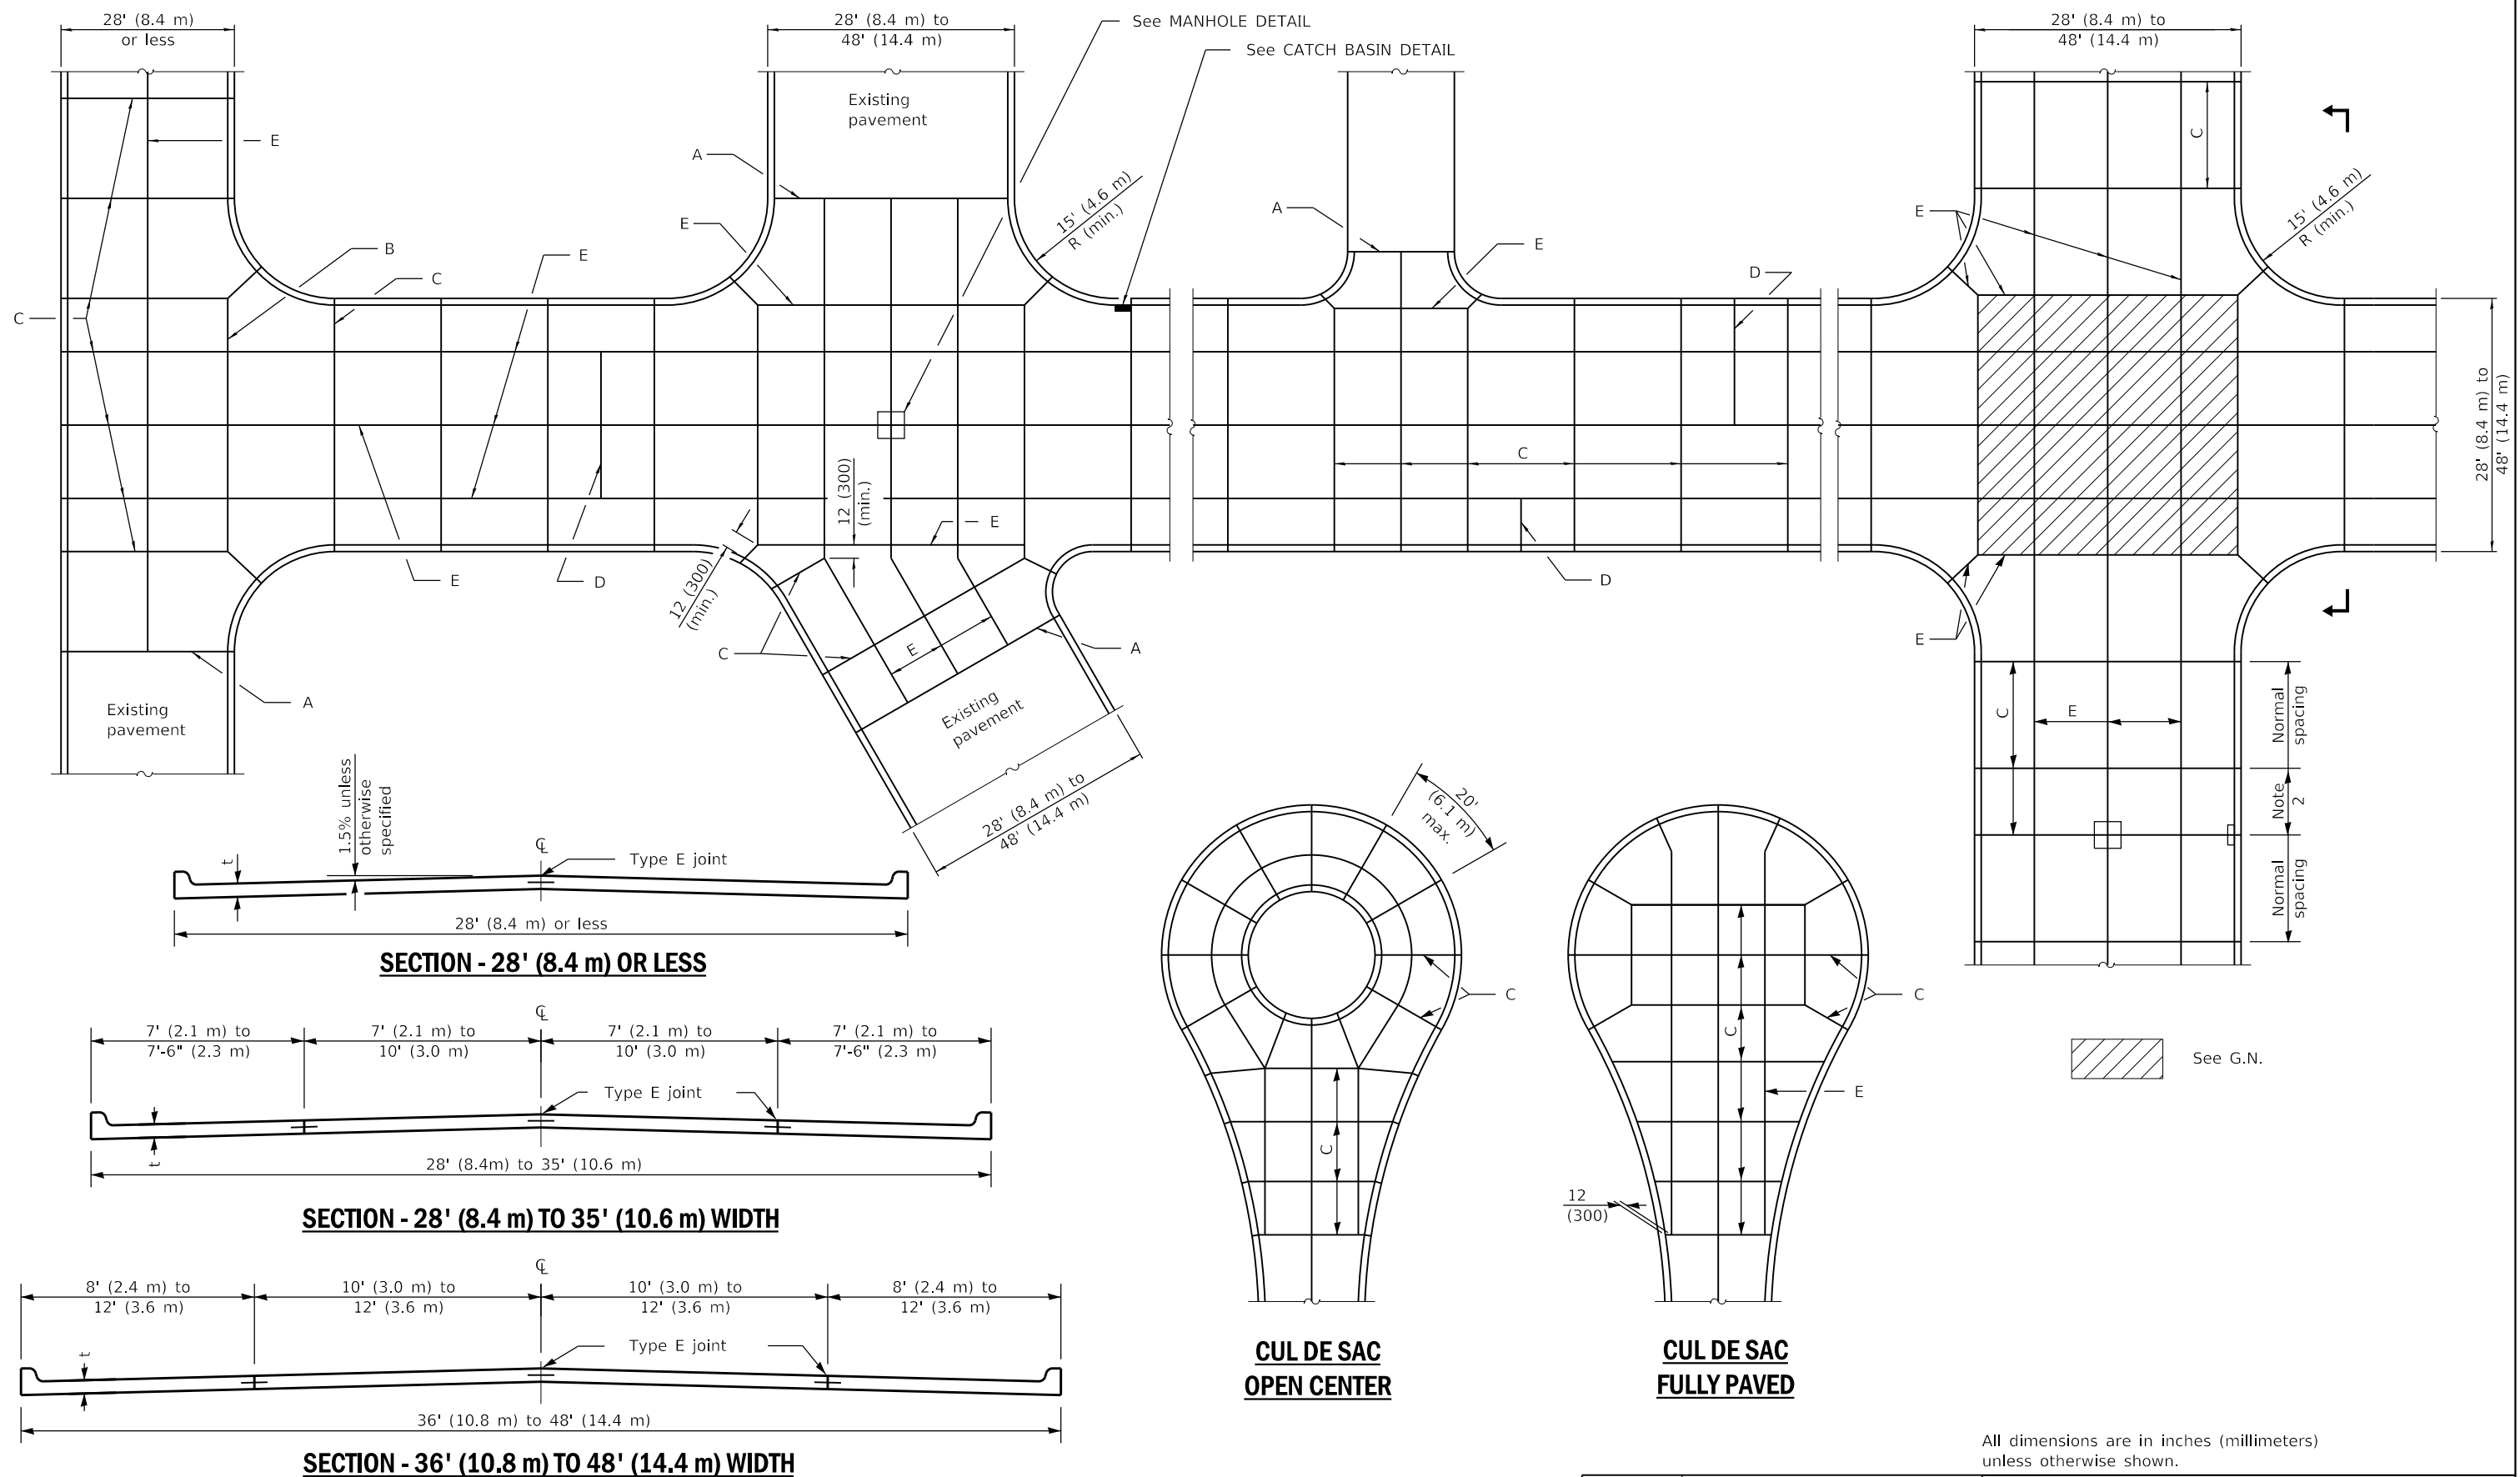 28' (8.4 m)
or less
28' (8.4 m) to
48' (14.4 m)
See MANHOLE DETAIL
See CATCH BASIN DETAIL
28' (8.4 m) to
48' (14.4 m)
Existing
pavement
E
A
C
15' (4.6 m)
R (min.)
E
A
E
E
15' (4.6 m)
R (min.)
B
E
C
D
C
28' (8.4 m) to
48' (14.4 m)
12 (300)
(min.)
C
E
12 (300)
(min.)
E
D
D
C
E
A
E
A
Existing
pavement
Existing
pavement
28' (8.4 m) to
48' (14.4 m)
C
E
Normal
spacing
Note
2
Normal
spacing
1.5% unless
otherwise
specified
t
℄
Type E joint
28' (8.4 m) or less
SECTION - 28' (8.4 m) OR LESS
℄
7' (2.1 m) to
7'-6" (2.3 m)
7' (2.1 m) to
10' (3.0 m)
7' (2.1 m) to
10' (3.0 m)
7' (2.1 m) to
7'-6" (2.3 m)
Type E joint
t
28' (8.4m) to 35' (10.6 m)
SECTION - 28' (8.4 m) TO 35' (10.6 m) WIDTH
℄
8' (2.4 m) to
12' (3.6 m)
10' (3.0 m) to
12' (3.6 m)
10' (3.0 m) to
12' (3.6 m)
8' (2.4 m) to
12' (3.6 m)
Type E joint
t
36' (10.8 m) to 48' (14.4 m)
SECTION - 36' (10.8 m) TO 48' (14.4 m) WIDTH
20'
(6.1 m)
max.
C
C
CUL DE SAC
OPEN CENTER
C
C
E
12
(300)
CUL DE SAC
FULLY PAVED
See G.N.
All dimensions are in inches (millimeters)
unless otherwise shown.